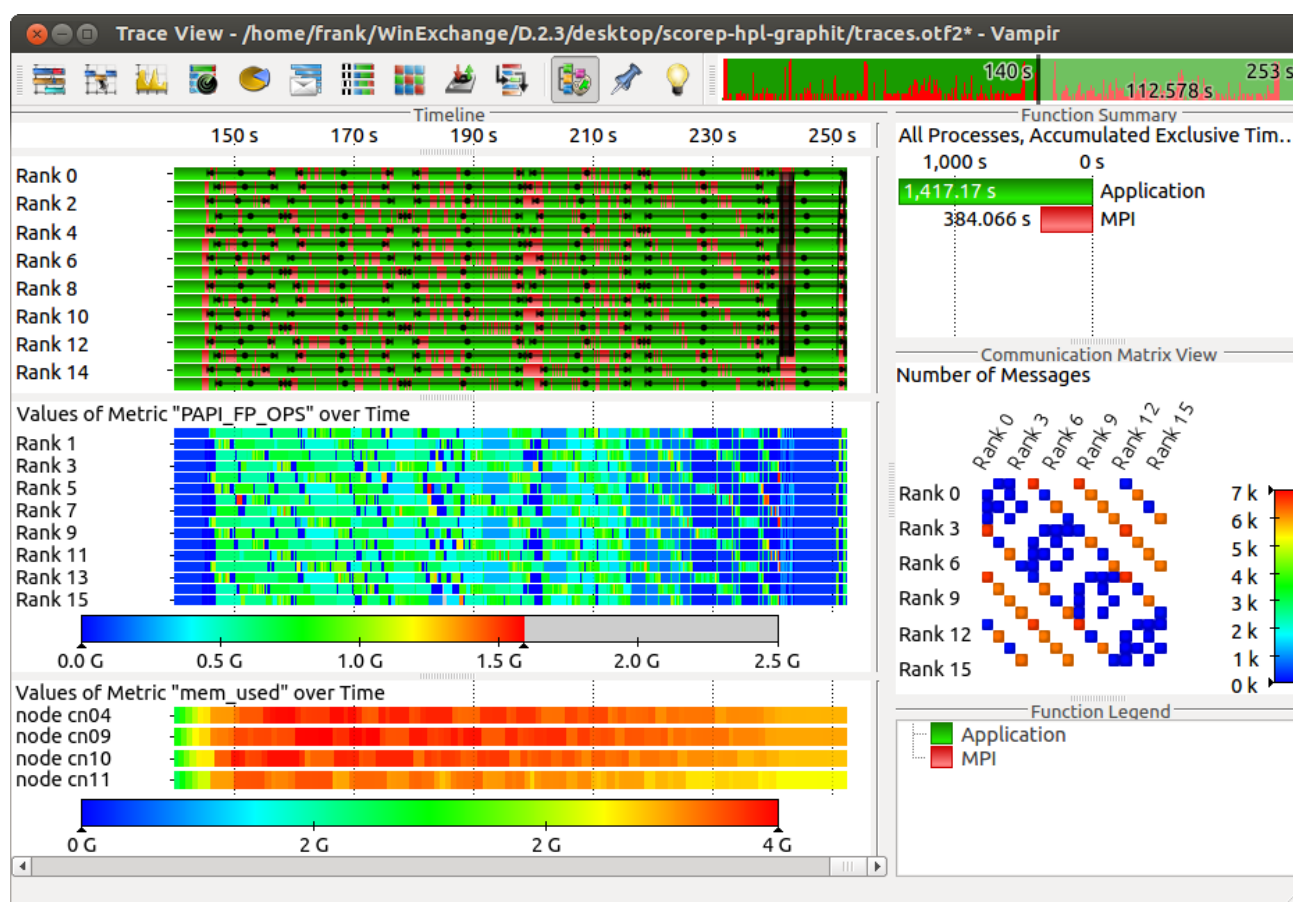 Trace View - /home/frank/WinExchange/D.2.3/desktop/scorep-hpl-graphit/traces.otf2* - Vampir
140 s
253 s
112.578 s
Timeline
150 s 170 s 190 s 210 s 230 s 250 s
Rank 0
Rank 2
Rank 4
Rank 6
Rank 8
Rank 10
Rank 12
Rank 14
Values of Metric "PAPI_FP_OPS" over Time
Rank 1
Rank 3
Rank 5
Rank 7
Rank 9
Rank 11
Rank 13
Rank 15
0.0 G 0.5 G 1.0 G 1.5 G 2.0 G 2.5 G
Values of Metric "mem_used" over Time
node cn04
node cn09
node cn10
node cn11
0 G 2 G 2 G 4 G
Function Summary
All Processes, Accumulated Exclusive Tim...
1,000 s 0 s
1,417.17 s Application
384.066 s MPI
Communication Matrix View
Number of Messages
Rank 0 Rank 3 Rank 6 Rank 9 Rank 12 Rank 15
Rank 0
Rank 3
Rank 6
Rank 9
Rank 12
Rank 15
7 k
6 k
5 k
4 k
3 k
2 k
1 k
0 k
Function Legend
Application
MPI